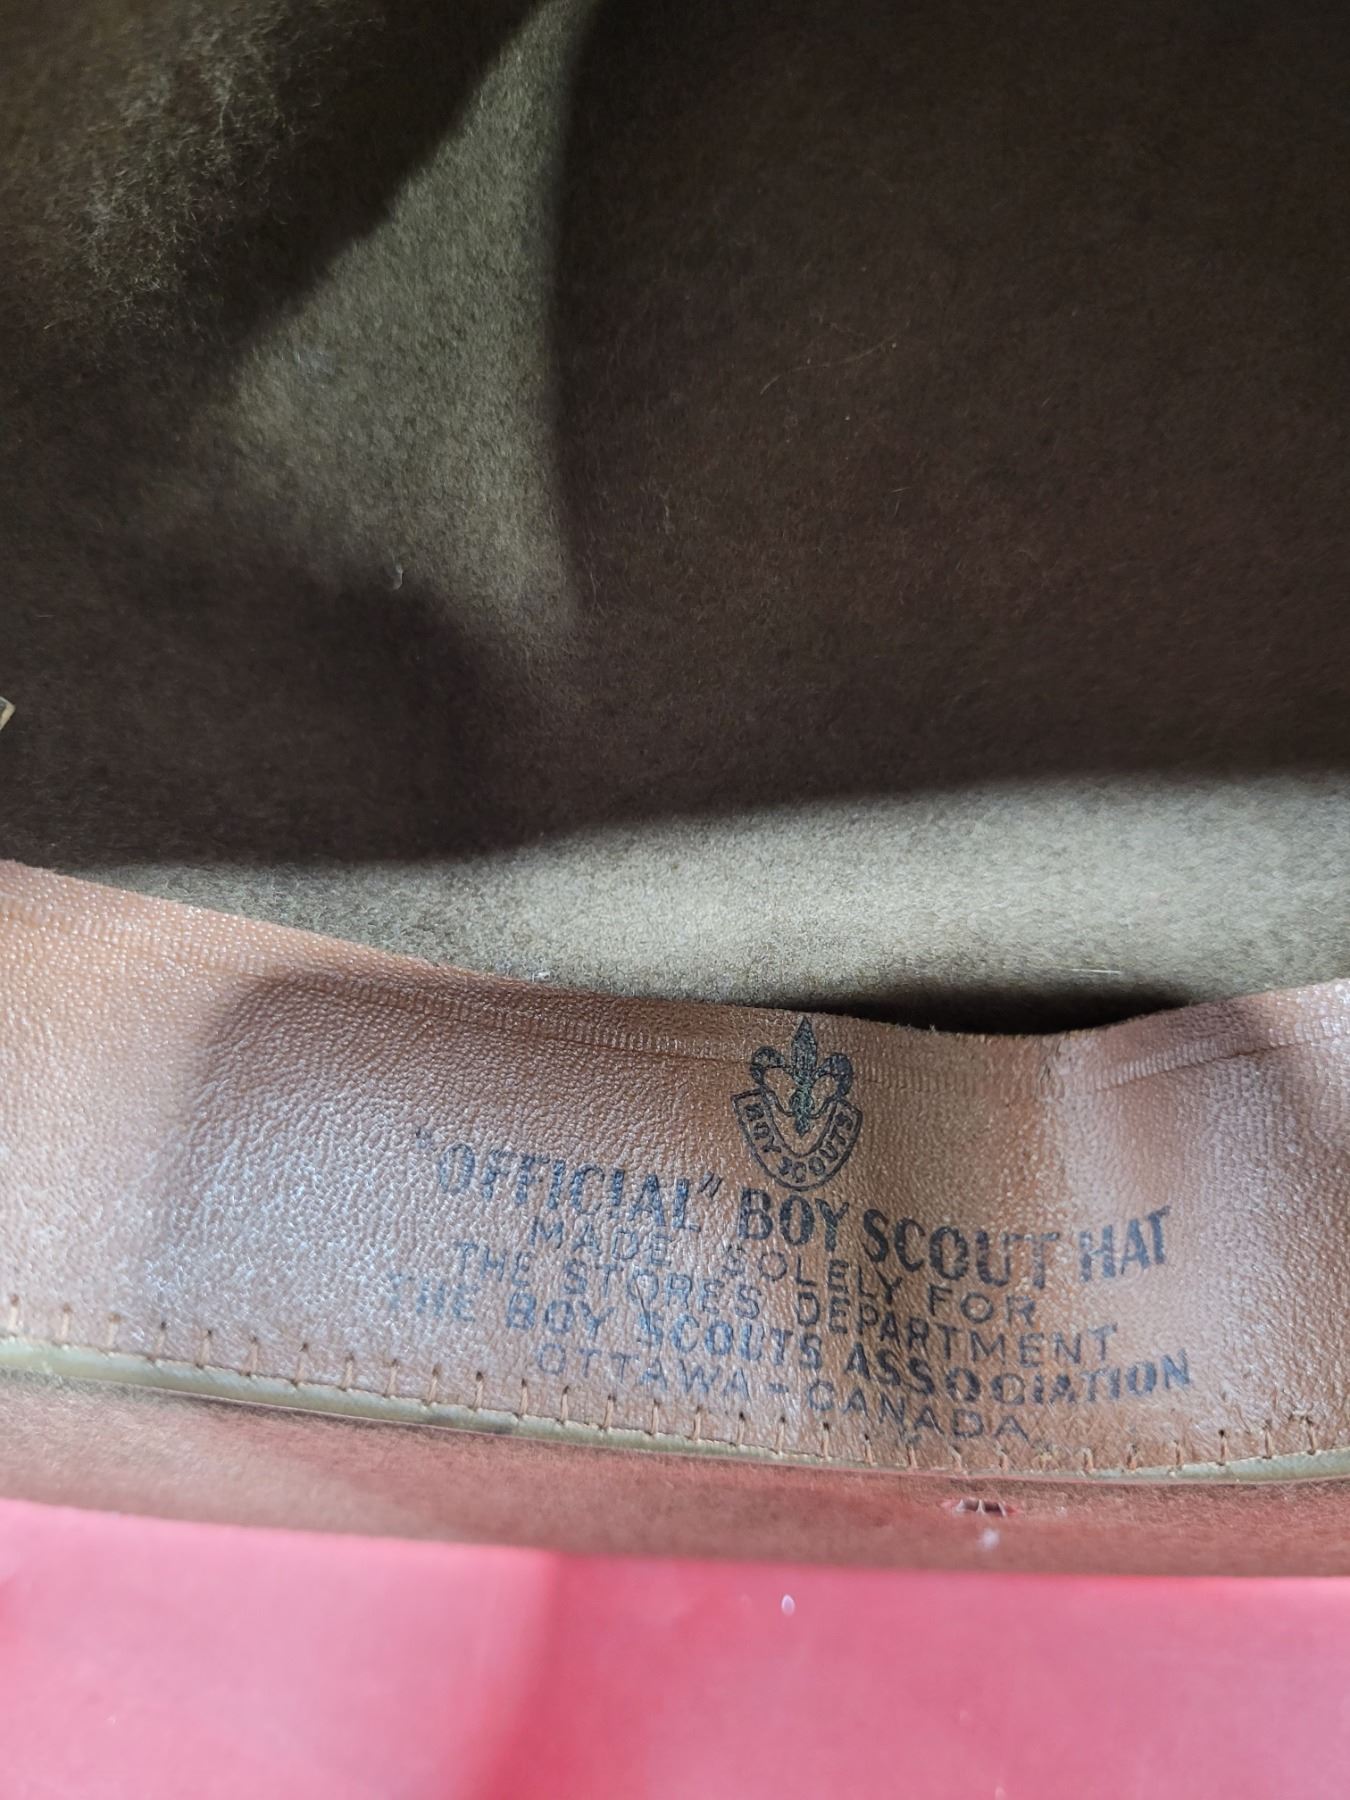 BOY SCOUTS
"OFFICIAL" BOY SCOUT HAT
MADE SOLELY FOR
THE STORES DEPARTMENT
THE BOY SCOUTS ASSOCIATION
OTTAWA - CANADA